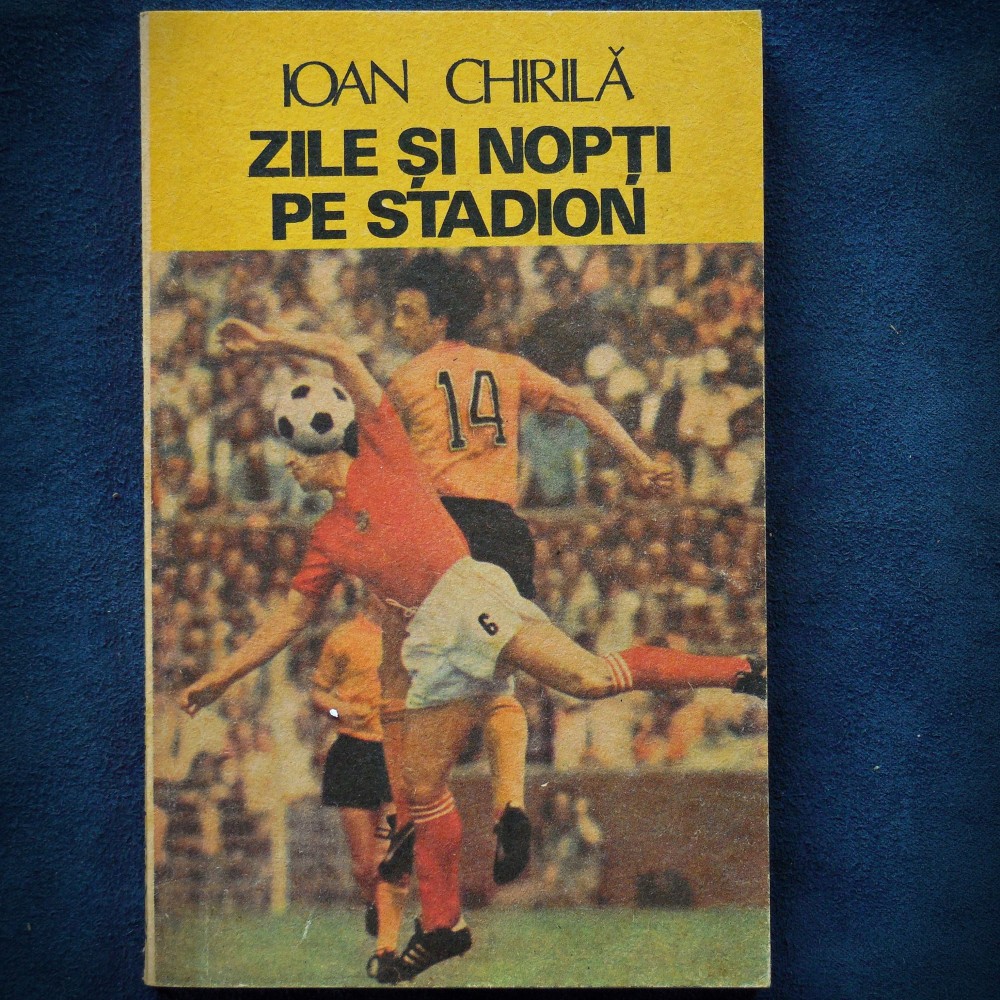 IOAN CHIRILĂ
ZILE ȘI NOPȚI
PE STADION
14
6